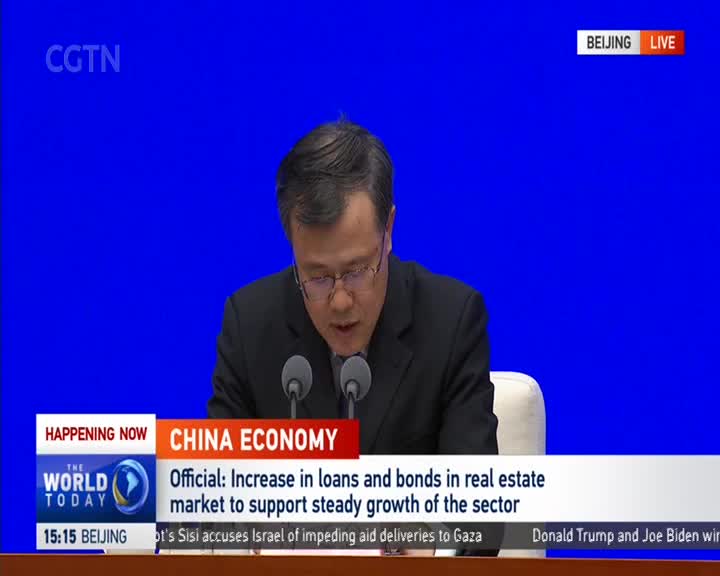 CGTN
BEIJING LIVE
HAPPENING NOW
CHINA ECONOMY
THE
WORLD
TODAY
Official: Increase in loans and bonds in real estate
market to support steady growth of the sector
15:15 BEIJING
t's Sisi accuses Israel of impeding aid deliveries to Gaza Donald Trump and Joe Biden